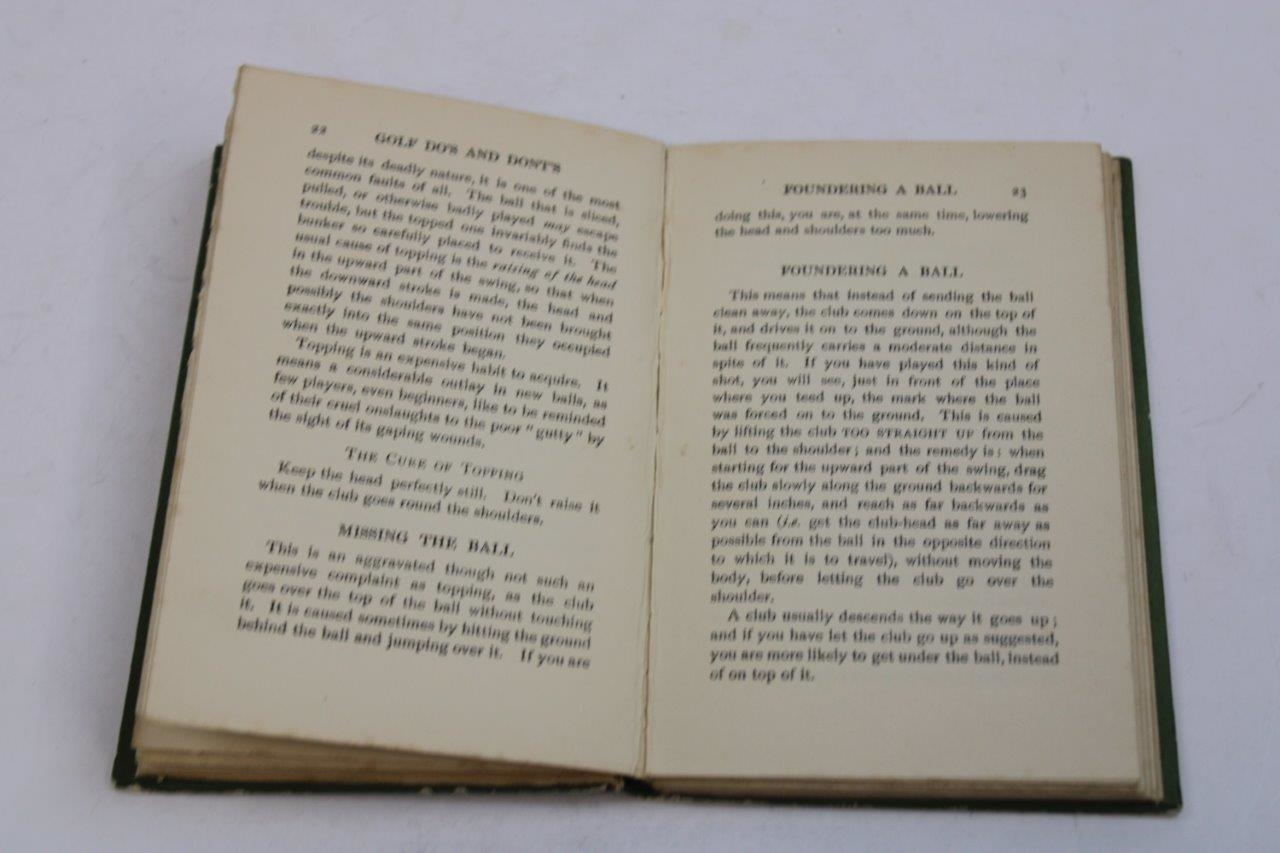 22
GOLF DO'S AND DONT'S
despite its deadly nature, it is one of the most
common faults of all. The ball that is sliced,
pulled, or otherwise badly played may escape
trouble, but the topped one invariably finds the
bunker so carefully placed to receive it. The
usual cause of topping is the raising of the head
in the upward part of the swing, so that when
the downward stroke is made, the head and
possibly the shoulders have not been brought
exactly into the same position they occupied
when the upward stroke began.
Topping is an expensive habit to acquire. It
means a considerable outlay in new balls, as
few players, even beginners, like to be reminded
of their cruel onslaughts to the poor "gutty" by
the sight of its gaping wounds.
THE CURE OF TOPPING
Keep the head perfectly still. Don't raise it
when the club goes round the shoulders.
MISSING THE BALL
This is an aggravated though not such an
expensive complaint as topping, as the club
goes over the top of the ball without touching
it. It is caused sometimes by hitting the ground
behind the ball and jumping over it. If you are
FOUNDERING A BALL 23
doing this, you are, at the same time, lowering
the head and shoulders too much.
FOUNDERING A BALL
This means that instead of sending the ball
clean away, the club comes down on the top of
it, and drives it on to the ground, although the
ball frequently carries a moderate distance in
spite of it. If you have played this kind of
shot, you will see, just in front of the place
where you teed up, the mark where the ball
was forced on to the ground. This is caused
by lifting the club TOO STRAIGHT UP from the
ball to the shoulder; and the remedy is: when
starting for the upward part of the swing, drag
the club slowly along the ground backwards for
several inches, and reach as far backwards as
you can (i.e. get the club-head as far away as
possible from the ball in the opposite direction
to which it is to travel), without moving the
body, before letting the club go over the
shoulder.
A club usually descends the way it goes up;
and if you have let the club go up as suggested,
you are more likely to get under the ball, instead
of on top of it.